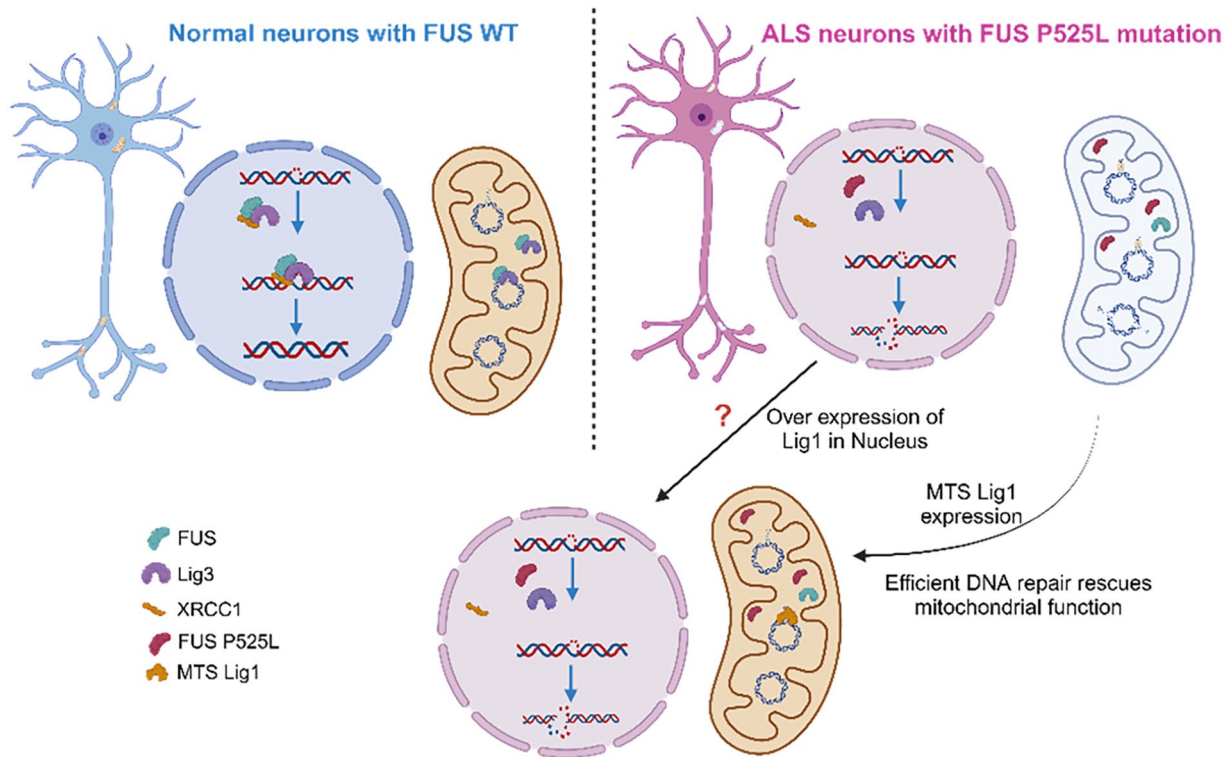 Normal neurons with FUS WT
ALS neurons with FUS P525L mutation
?
Over expression of
Lig1 in Nucleus
MTS Lig1
expression
Efficient DNA repair rescues
mitochondrial function
FUS
Lig3
XRCC1
FUS P525L
MTS Lig1